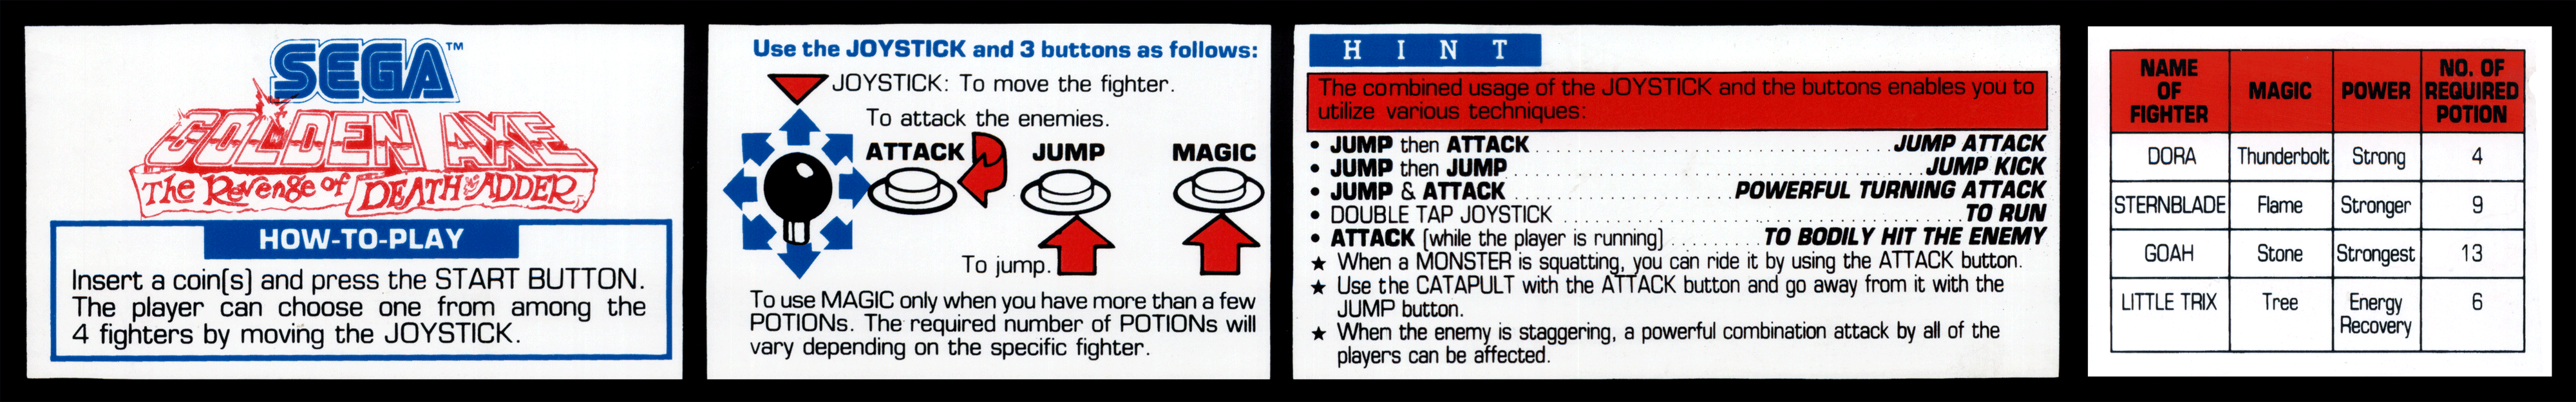 SEGA™
GOLDEN AXE
The Revenge of DEATH ADDER
HOW-TO-PLAY
Insert a coin(s) and press the START BUTTON.
The player can choose one from among the
4 fighters by moving the JOYSTICK.
Use the JOYSTICK and 3 buttons as follows:
JOYSTICK: To move the fighter.
To attack the enemies.
ATTACK JUMP MAGIC
To jump.
To use MAGIC only when you have more than a few
POTIONs. The required number of POTIONs will
vary depending on the specific fighter.
HINT
The combined usage of the JOYSTICK and the buttons enables you to
utilize various techniques:
• JUMP then ATTACK ........ JUMP ATTACK
• JUMP then JUMP ........ JUMP KICK
• JUMP & ATTACK ........ POWERFUL TURNING ATTACK
• DOUBLE TAP JOYSTICK ........ TO RUN
• ATTACK (while the player is running) ........ TO BODILY HIT THE ENEMY
★ When a MONSTER is squatting, you can ride it by using the ATTACK button.
★ Use the CATAPULT with the ATTACK button and go away from it with the
JUMP button.
★ When the enemy is staggering, a powerful combination attack by all of the
players can be affected.
NAME OF FIGHTER MAGIC POWER NO. OF REQUIRED POTION
DORA Thunderbolt Strong 4
STERNBLADE Flame Stronger 9
GOAH Stone Strongest 13
LITTLE TRIX Tree Energy Recovery 6